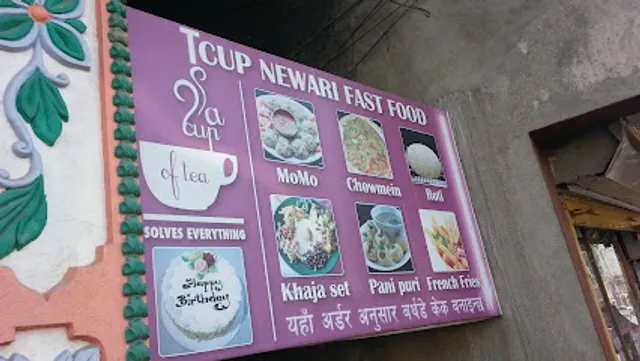 TCUP NEWARI FAST FOOD
a
cup
of tea
SOLVES EVERYTHING
Happy
Birthday
MoMo
Chowmein
Roti
Khaja set
Pani puri
French Fries
यहाँ अर्डर अनुसार बर्थडे केक बनाइन्छ